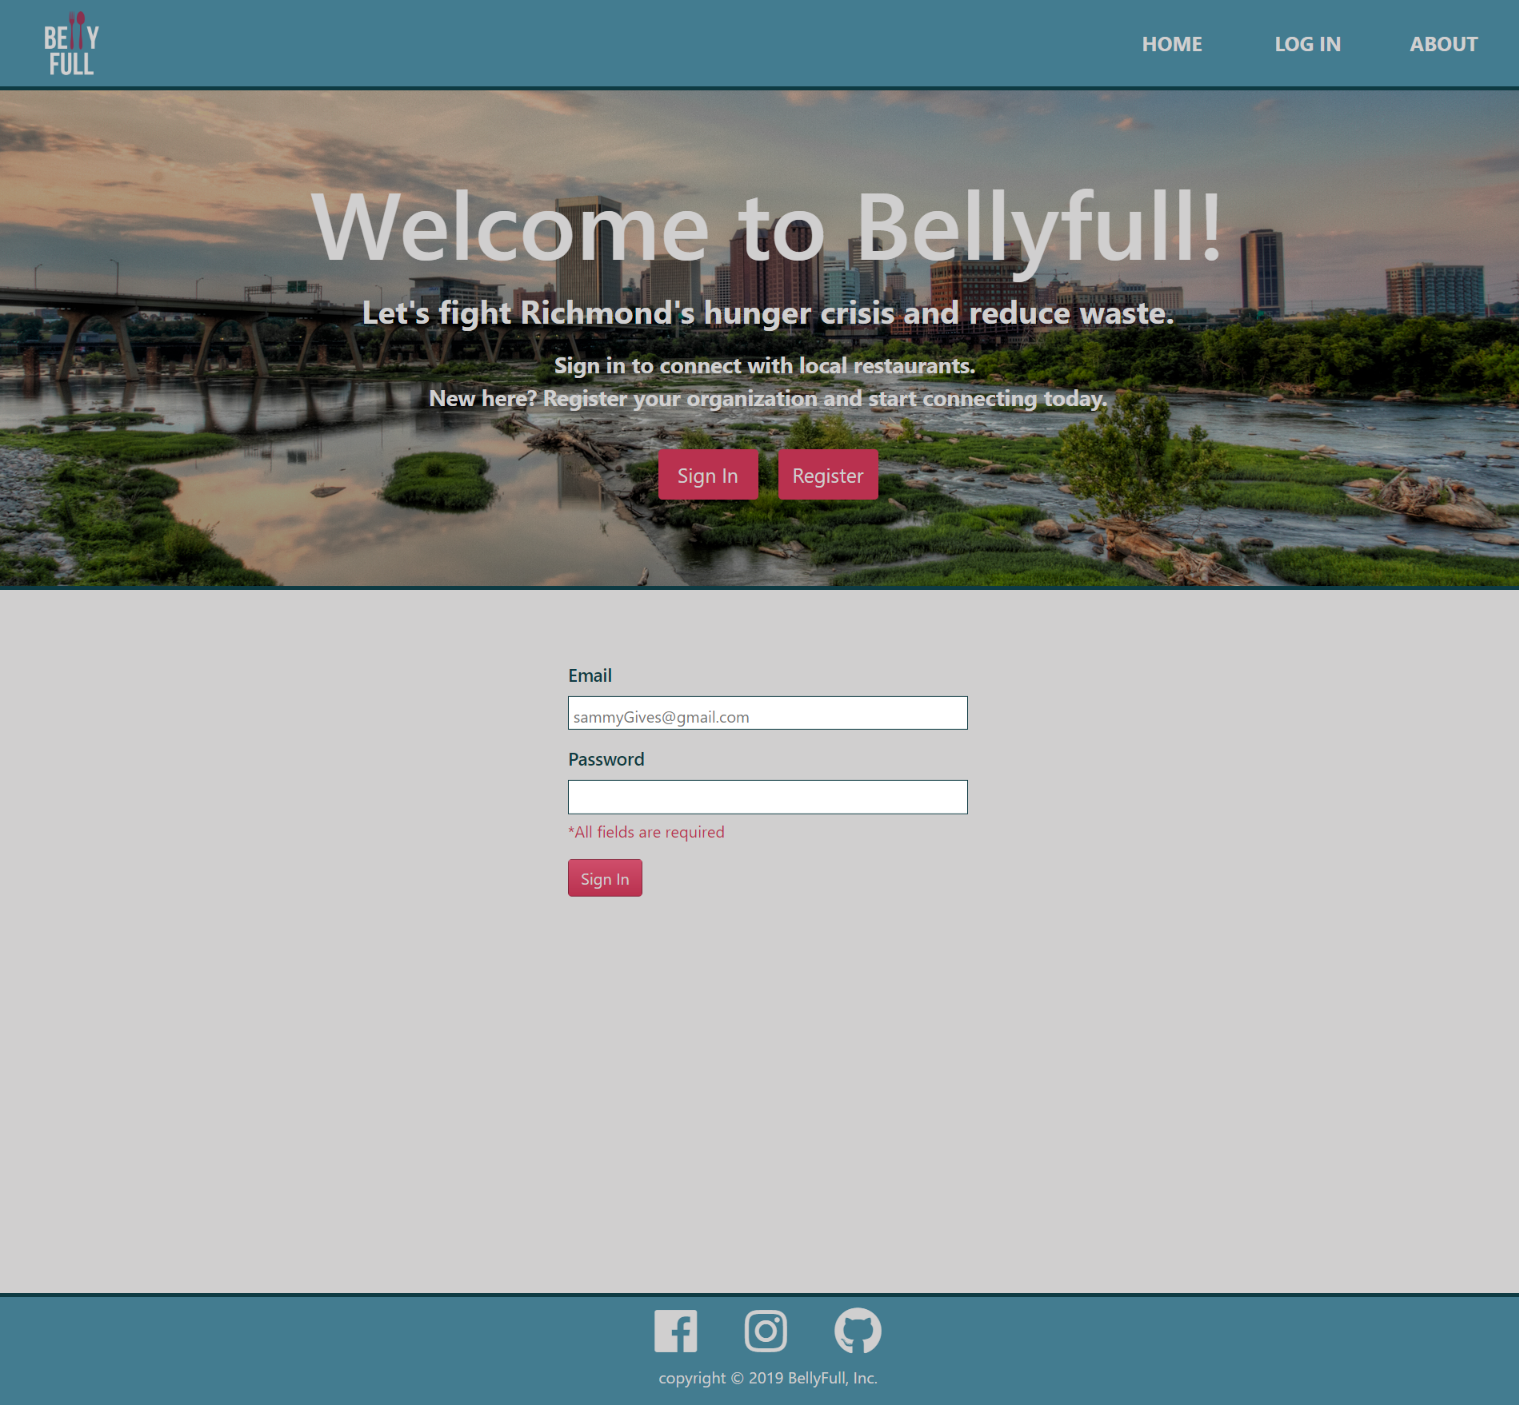 BELLY
FULL
HOME
LOG IN
ABOUT
Welcome to Bellyfull!
Let's fight Richmond's hunger crisis and reduce waste.
Sign in to connect with local restaurants.
New here? Register your organization and start connecting today.
Sign In
Register
Email
sammyGives@gmail.com
Password
*All fields are required
Sign In
copyright © 2019 BellyFull, Inc.